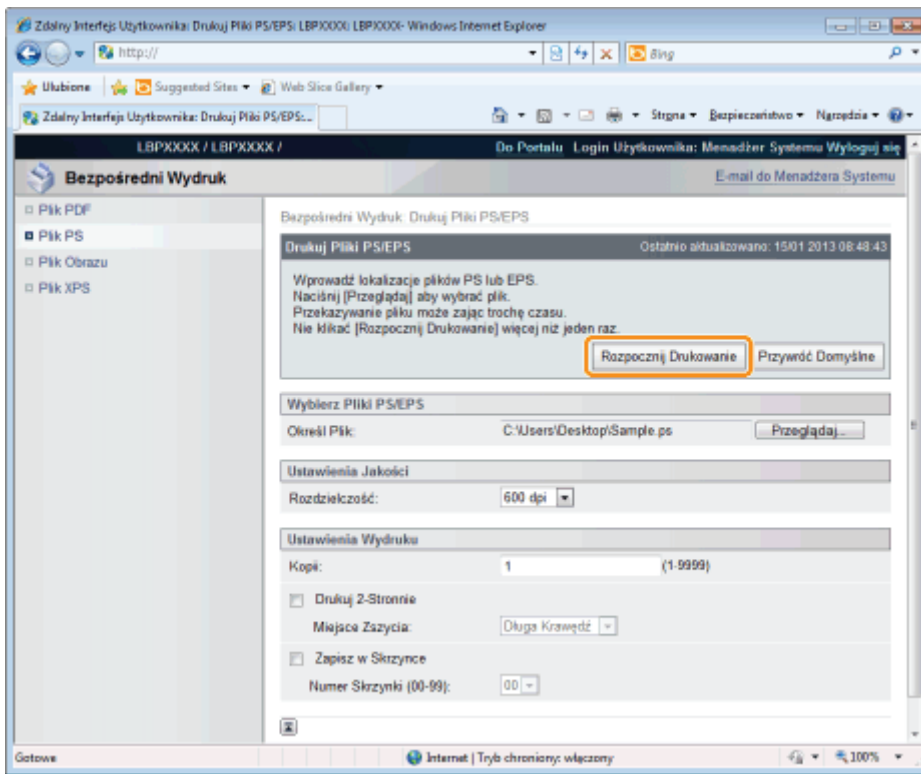 Zdalny Interfejs Użytkownika: Drukuj Pliki PS/EPS: LBPXXXX: LBPXXXX- Windows Internet Explorer
http://
Bing
Ulubione Suggested Sites Web Slice Gallery
Zdalny Interfejs Użytkownika: Drukuj Pliki PS/EPS:... Strona Bezpieczeństwo Narzędzia
LBPXXXX / LBPXXXX / Do Portalu Login Użytkownika: Menadżer Systemu Wyloguj się
Bezpośredni Wydruk E-mail do Menadżera Systemu
Plik PDF
Plik PS
Plik Obrazu
Plik XPS
Bezpośredni Wydruk: Drukuj Pliki PS/EPS
Drukuj Pliki PS/EPS Ostatnio aktualizowano: 15/01 2013 08:48:43
Wprowadź lokalizacje plików PS lub EPS.
Naciśnij [Przeglądaj] aby wybrać plik.
Przekazywanie pliku może zająć trochę czasu.
Nie klikać [Rozpocznij Drukowanie] więcej niż jeden raz.
Rozpocznij Drukowanie Przywróć Domyślne
Wybierz Pliki PS/EPS
Określ Plik: C:\Users\Desktop\Sample.ps Przeglądaj...
Ustawienia Jakości
Rozdzielczość: 600 dpi
Ustawienia Wydruku
Kopii: 1 (1-9999)
Drukuj 2-Stronnie
Miejsce Zszycia: Długa Krawędź
Zapisz w Skrzynce
Numer Skrzynki (00-99): 00
Gotowe Internet | Tryb chroniony: włączony 100%